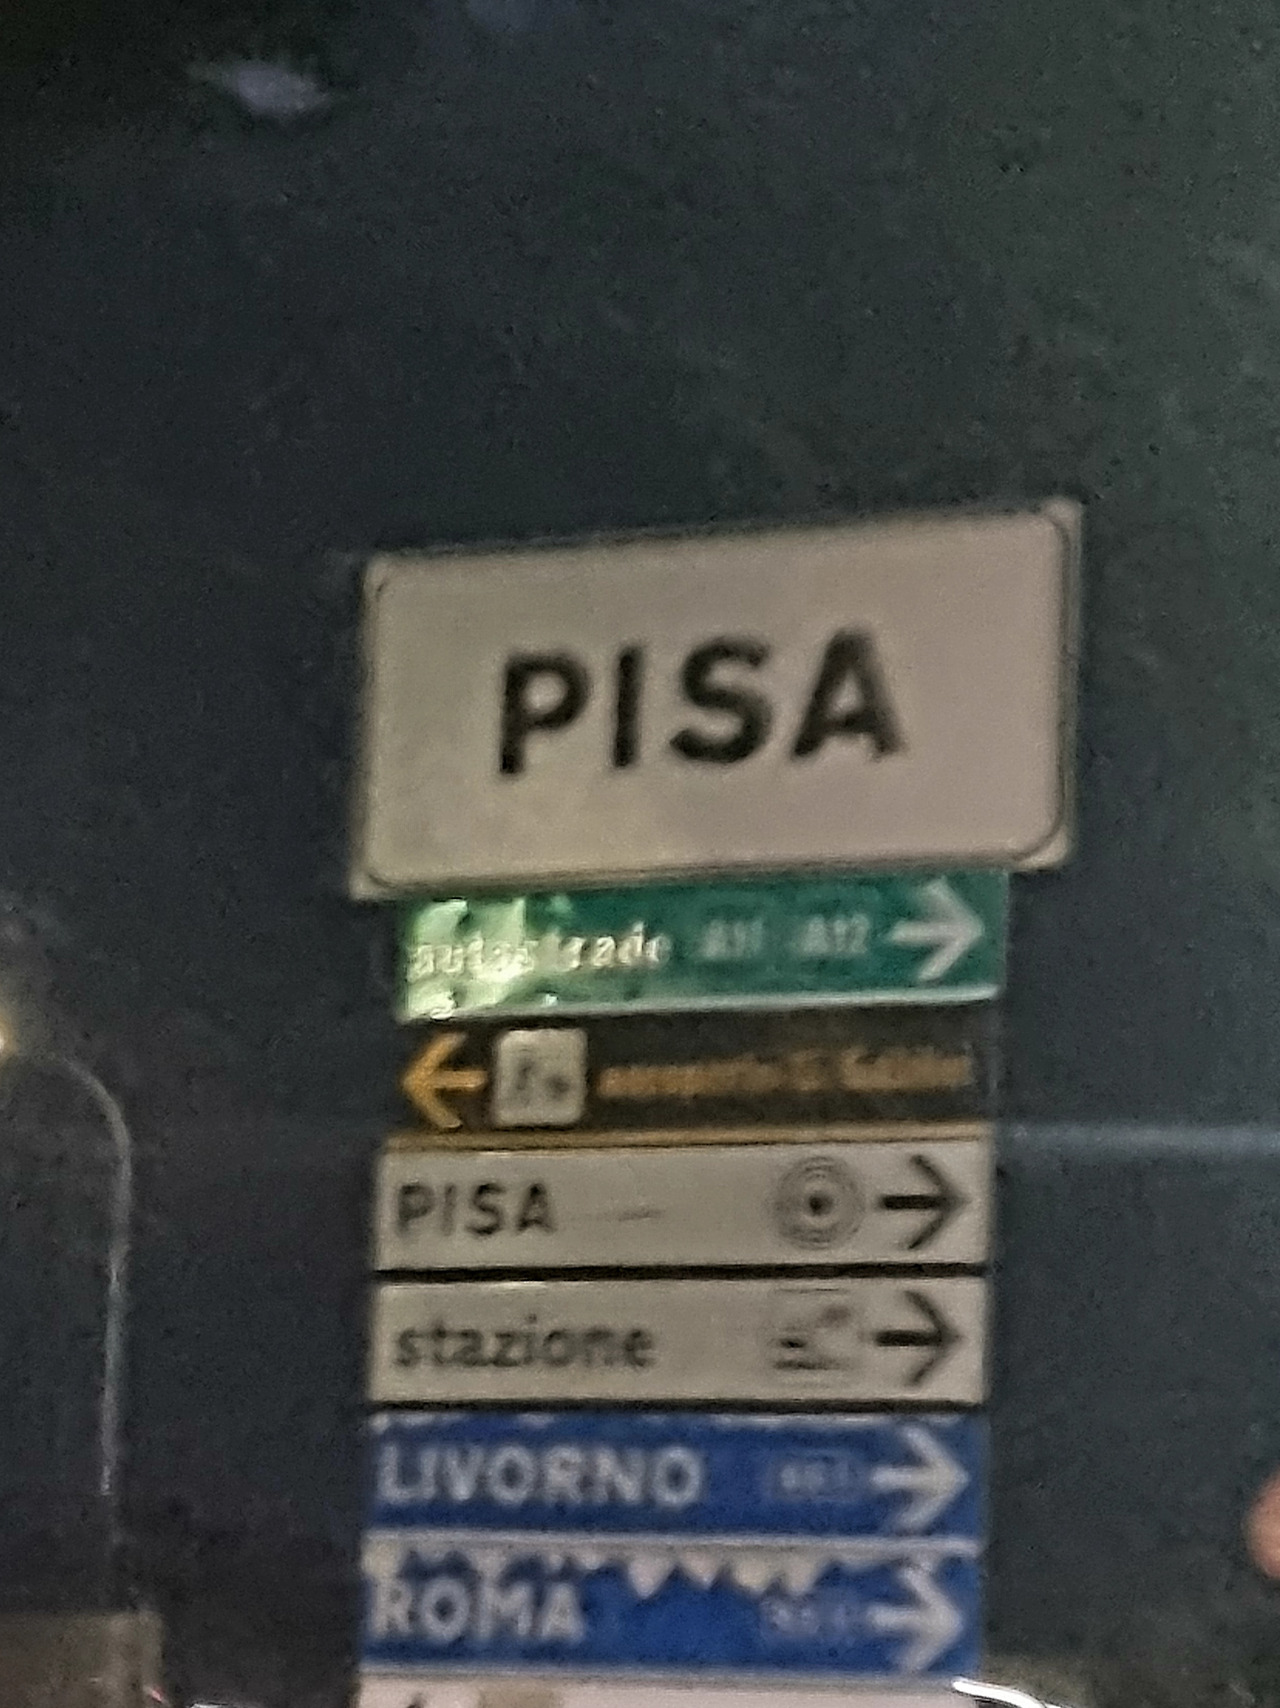 PISA
autostrade A11 A12
PISA
stazione
LIVORNO
ROMA